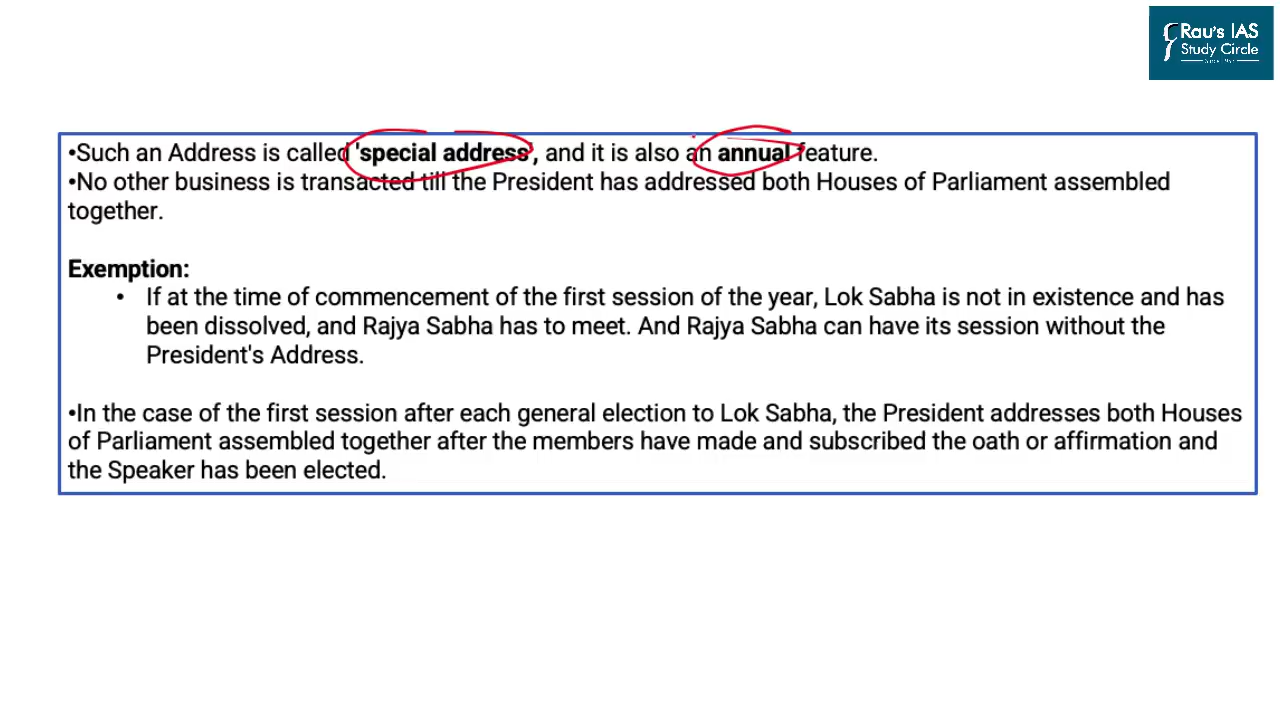 Rau's IAS
Study Circle
•Such an Address is called 'special address', and it is also an annual feature.
•No other business is transacted till the President has addressed both Houses of Parliament assembled
together.
Exemption:
• If at the time of commencement of the first session of the year, Lok Sabha is not in existence and has
been dissolved, and Rajya Sabha has to meet. And Rajya Sabha can have its session without the
President's Address.
•In the case of the first session after each general election to Lok Sabha, the President addresses both Houses
of Parliament assembled together after the members have made and subscribed the oath or affirmation and
the Speaker has been elected.